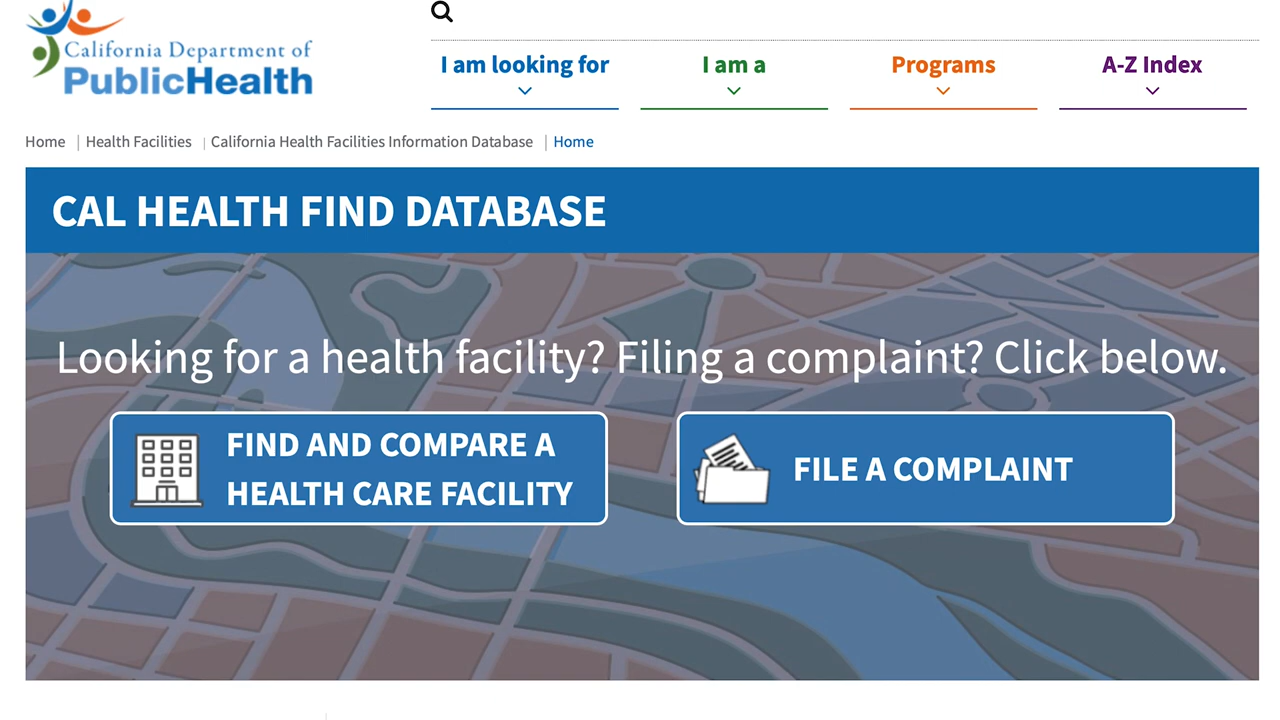 California Department of
PublicHealth
I am looking for
I am a
Programs
A-Z Index
Home
Health Facilities
California Health Facilities Information Database
Home
CAL HEALTH FIND DATABASE
Looking for a health facility? Filing a complaint? Click below.
FIND AND COMPARE A
HEALTH CARE FACILITY
FILE A COMPLAINT